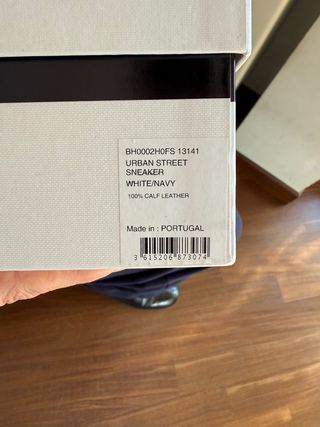 BH0002H0FS 13141
URBAN STREET
SNEAKER
WHITE/NAVY
100% CALF LEATHER
Made in : PORTUGAL
3 615206 873074